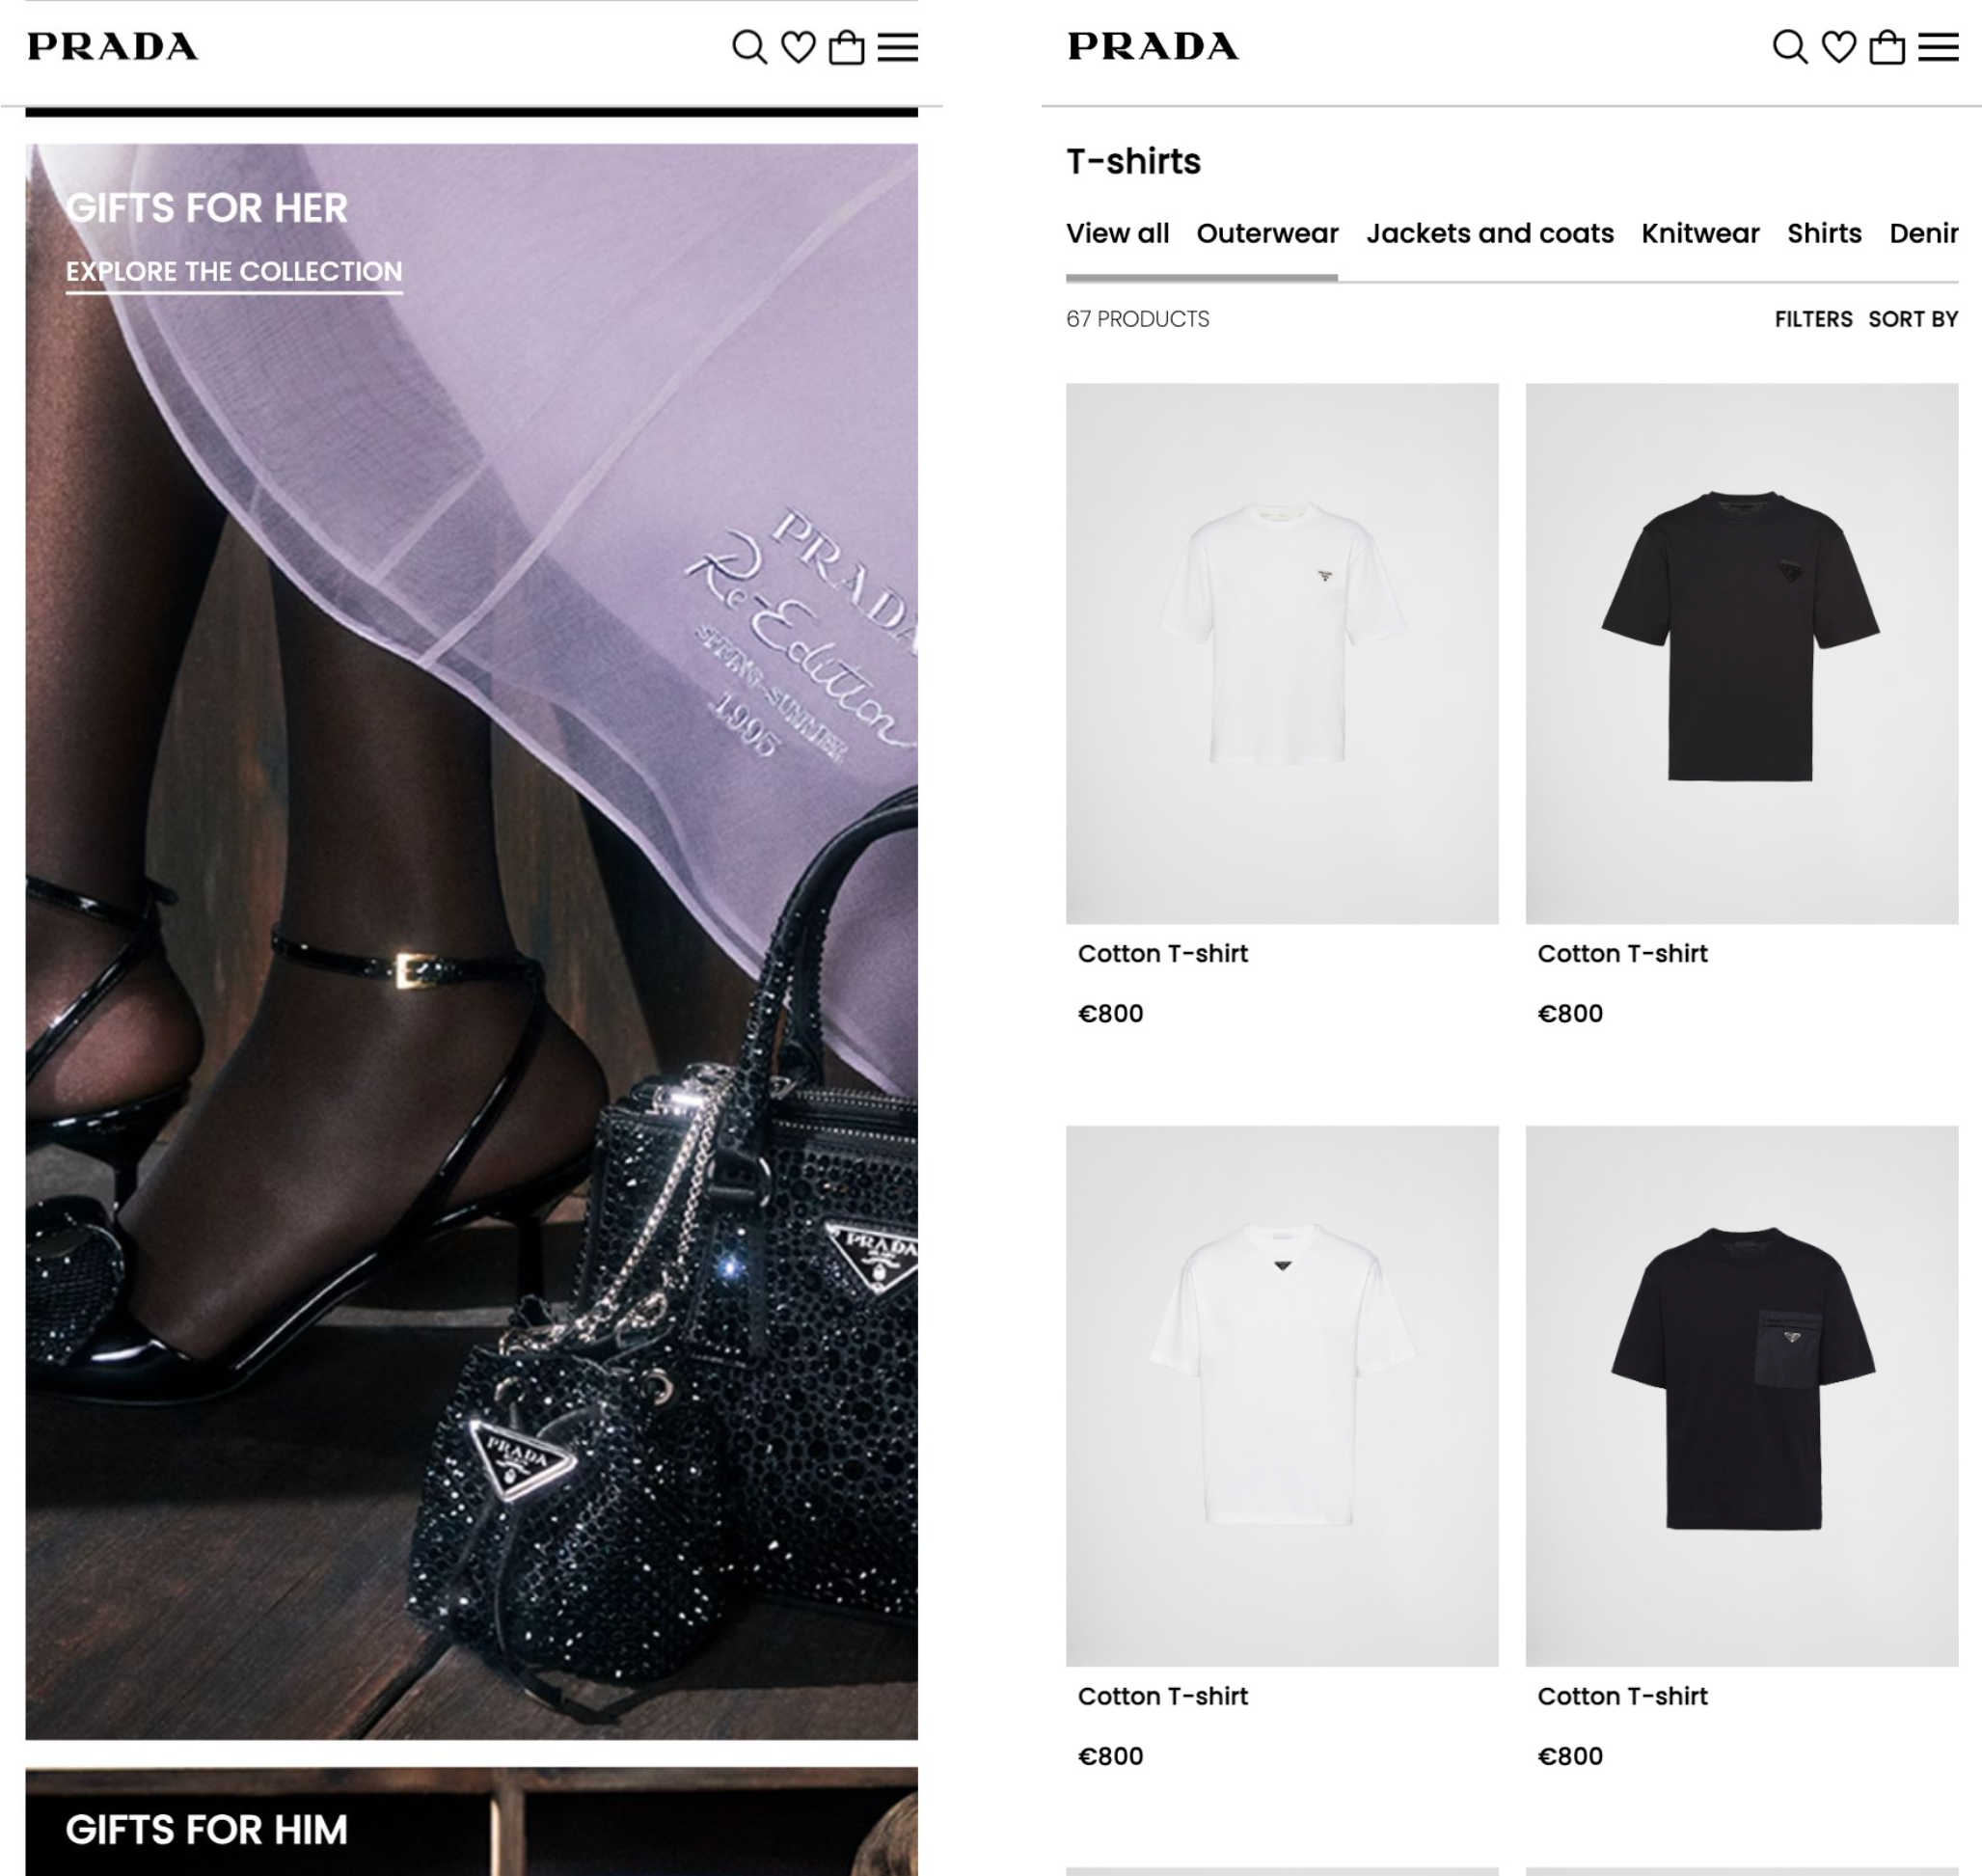 PRADA
GIFTS FOR HER
EXPLORE THE COLLECTION
PRADA
Re-Edition
SPRING-SUMMER
1995
PRADA
PRADA
GIFTS FOR HIM
PRADA
T-shirts
View all Outerwear Jackets and coats Knitwear Shirts Denim
67 PRODUCTS
FILTERS SORT BY
Cotton T-shirt
€800
Cotton T-shirt
€800
Cotton T-shirt
€800
Cotton T-shirt
€800